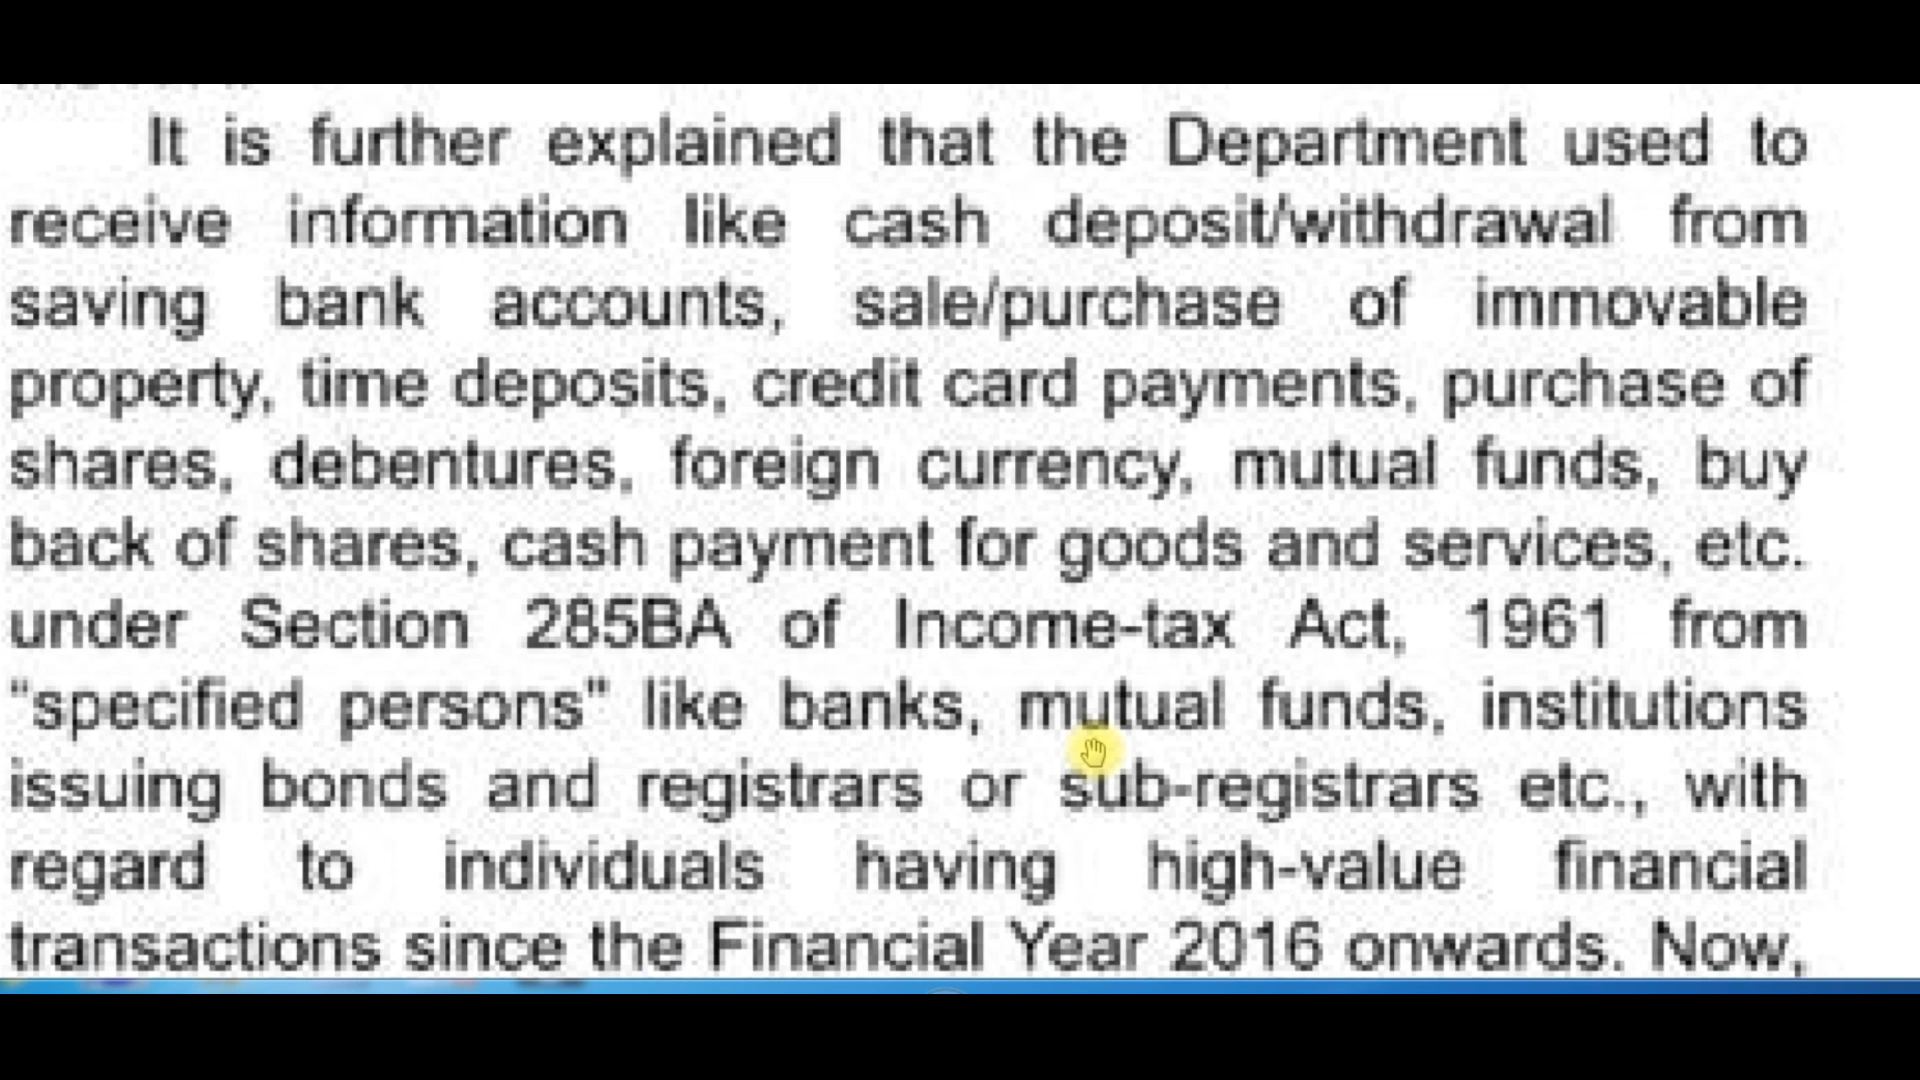 It is further explained that the Department used to
receive information like cash deposit/withdrawal from
saving bank accounts, sale/purchase of immovable
property, time deposits, credit card payments, purchase of
shares, debentures, foreign currency, mutual funds, buy
back of shares, cash payment for goods and services, etc.
under Section 285BA of Income-tax Act, 1961 from
"specified persons" like banks, mutual funds, institutions
issuing bonds and registrars or sub-registrars etc., with
regard to individuals having high-value financial
transactions since the Financial Year 2016 onwards. Now,